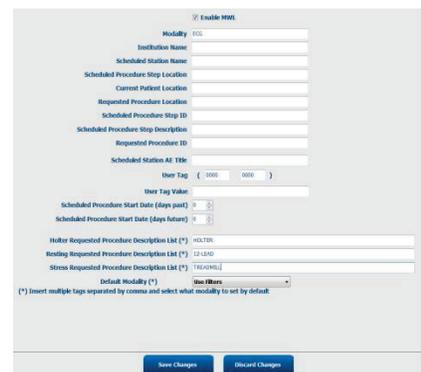 Enable MWL
Modality ECG
Institution Name
Scheduled Station Name
Scheduled Procedure Step Location
Current Patient Location
Requested Procedure Location
Scheduled Procedure Step ID
Scheduled Procedure Step Description
Requested Procedure ID
Scheduled Station AE Title
User Tag ( 0000 0000 )
User Tag Value
Scheduled Procedure Start Date (days past) 0
Scheduled Procedure Start Date (days future) 0
Holter Requested Procedure Description List (*) HOLTER
Resting Requested Procedure Description List (*) 12-LEAD
Stress Requested Procedure Description List (*) TREADMILL
Default Modality (*) Use Filters
(*) Insert multiple tags separated by comma and select what modality to set by default
Save Changes Discard Changes